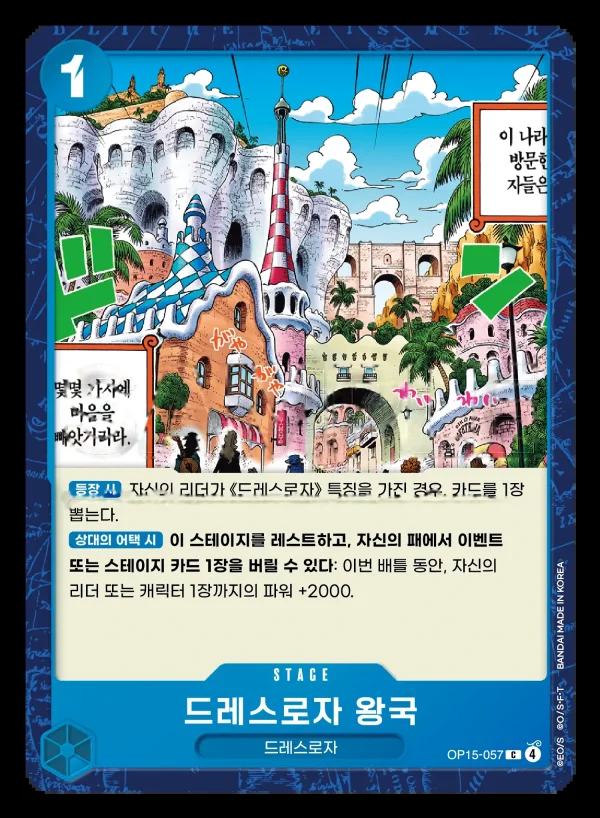 1
이 나라
방문한
자들은
몇몇 가시에
마음을
빼앗기리라.
등장 시 자신의 리더가 《드레스로자》 특징을 가진 경우, 카드를 1장
뽑는다.
상대의 어택 시 이 스테이지를 레스트하고, 자신의 패에서 이벤트
또는 스테이지 카드 1장을 버릴 수 있다: 이번 배틀 동안, 자신의
리더 또는 캐릭터 1장까지의 파워 +2000.
STAGE
드레스로자 왕국
드레스로자
OP15-057 C 4
©EO/S ©O/S·F·T BANDAI MADE IN KOREA